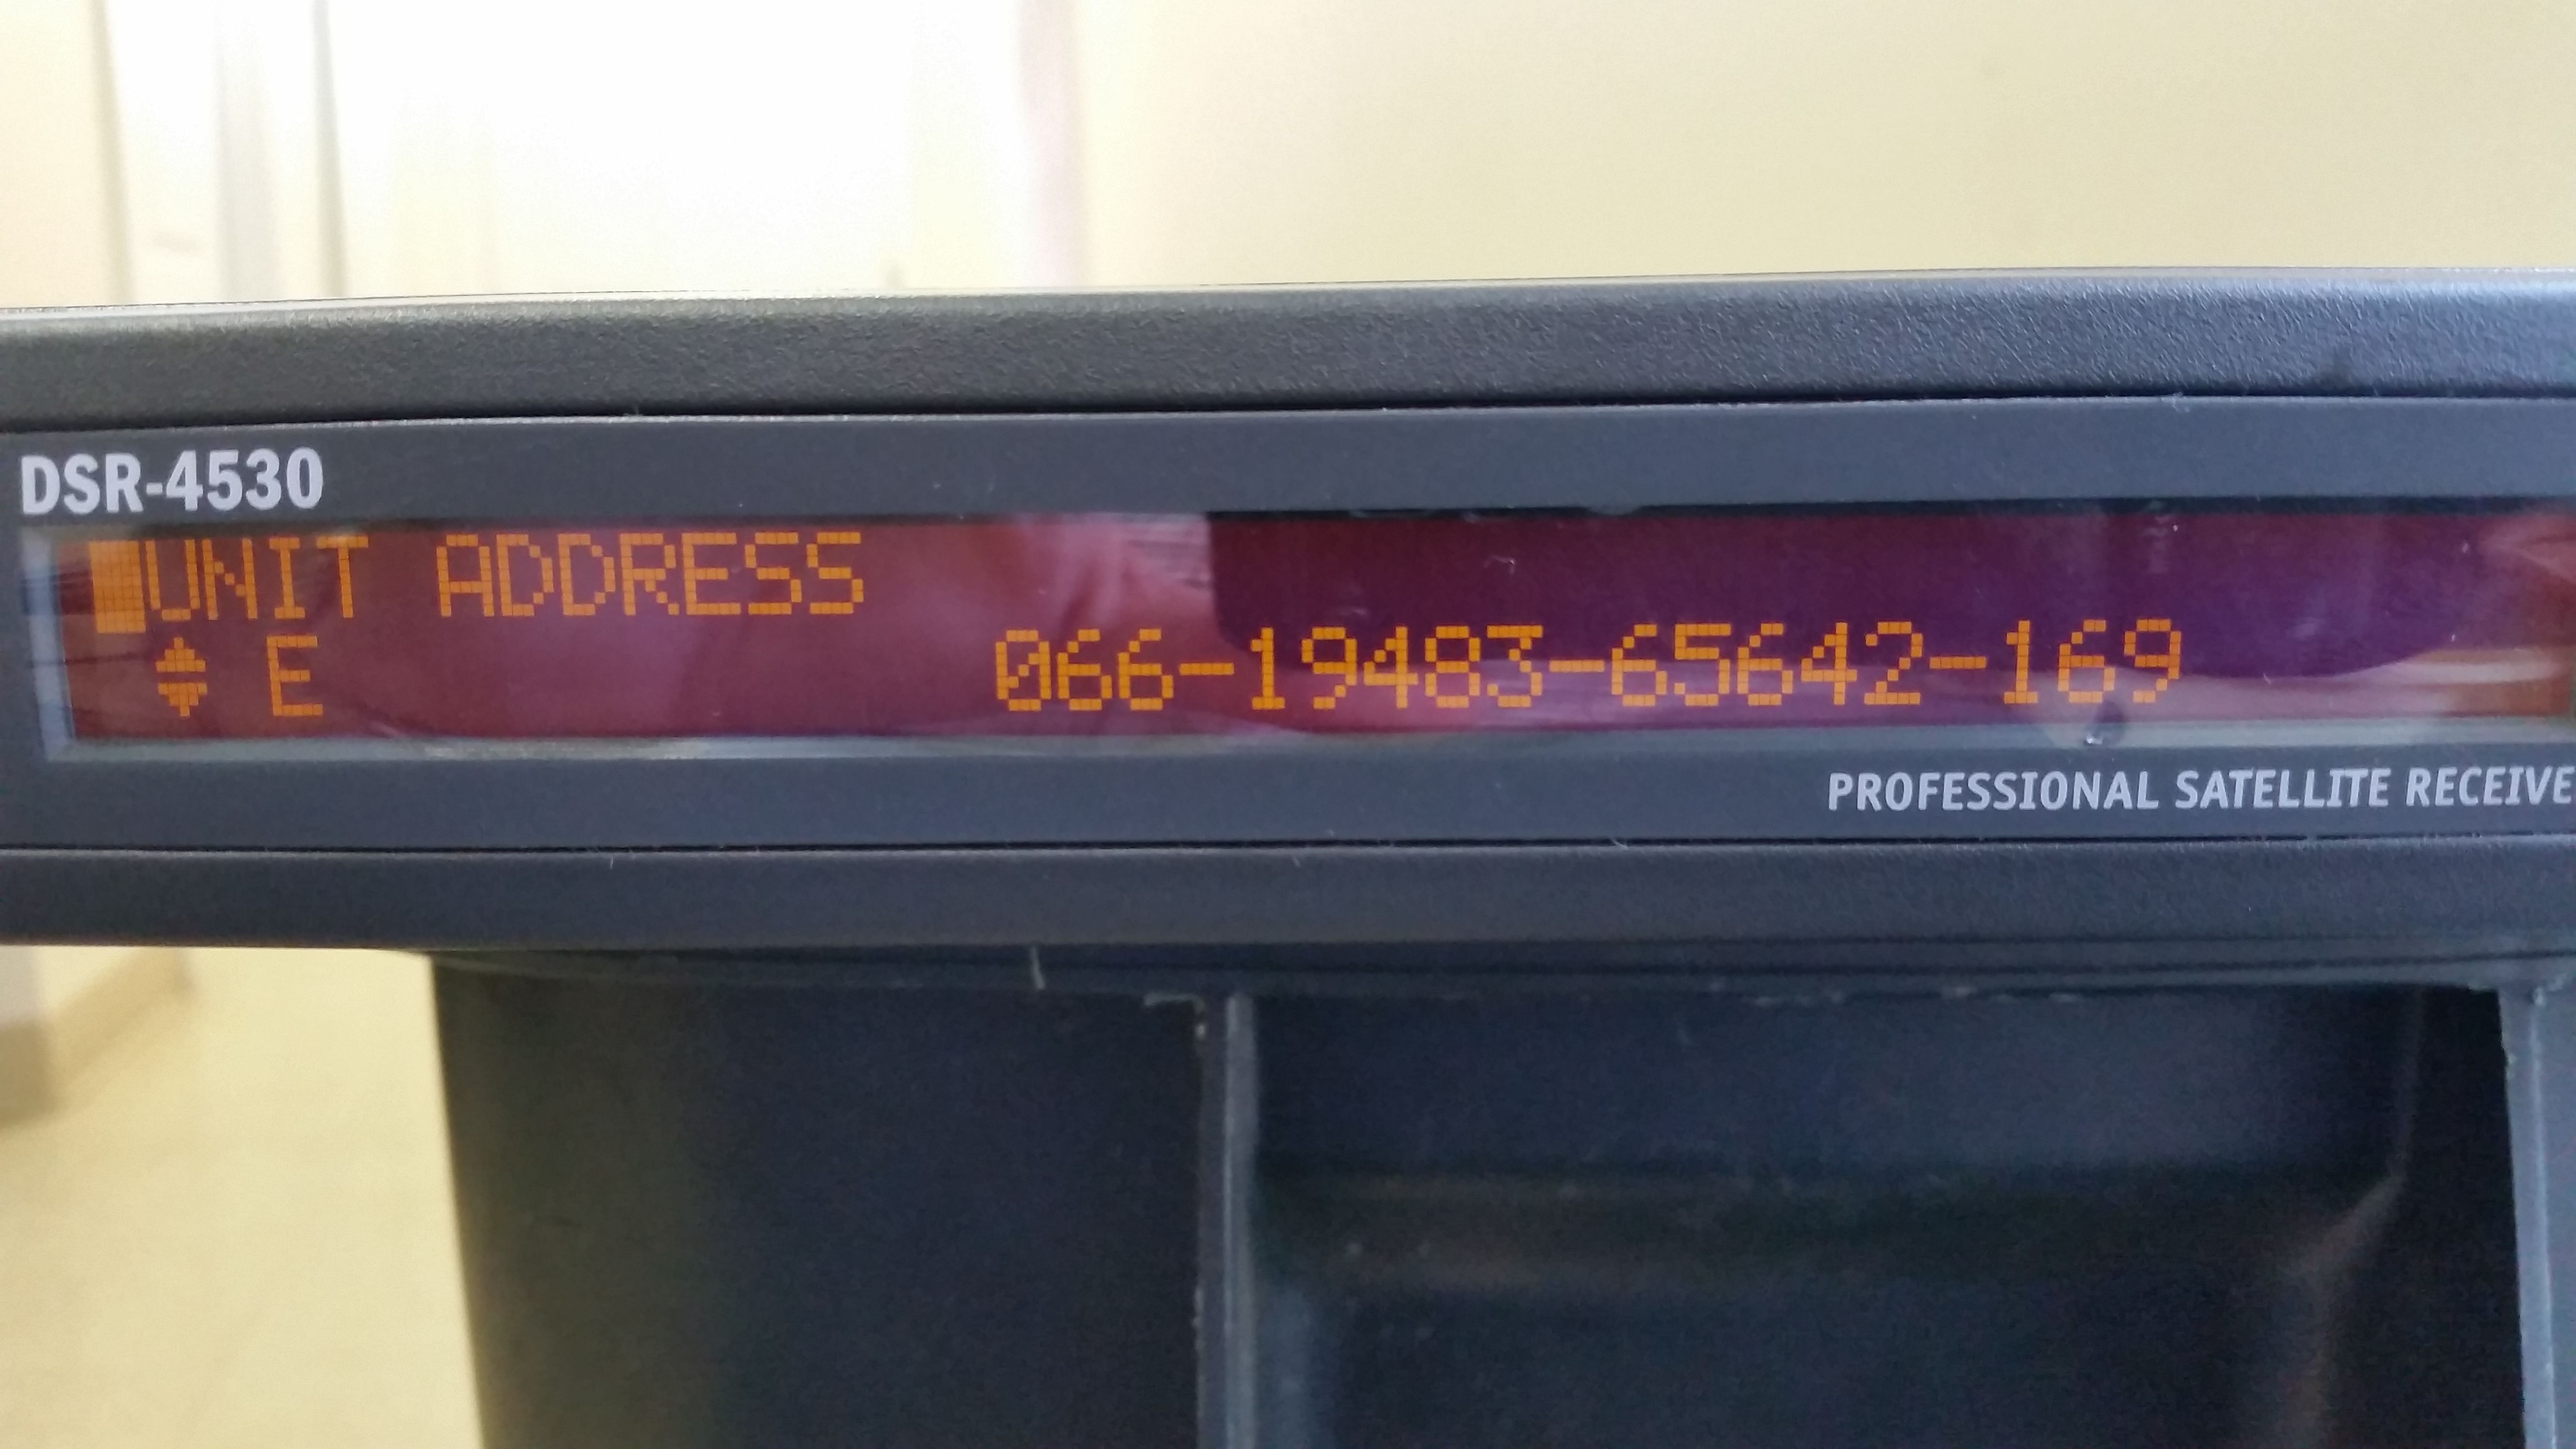 DSR-4530
UNIT ADDRESS
E 066-19483-65642-169
PROFESSIONAL SATELLITE RECEIVE